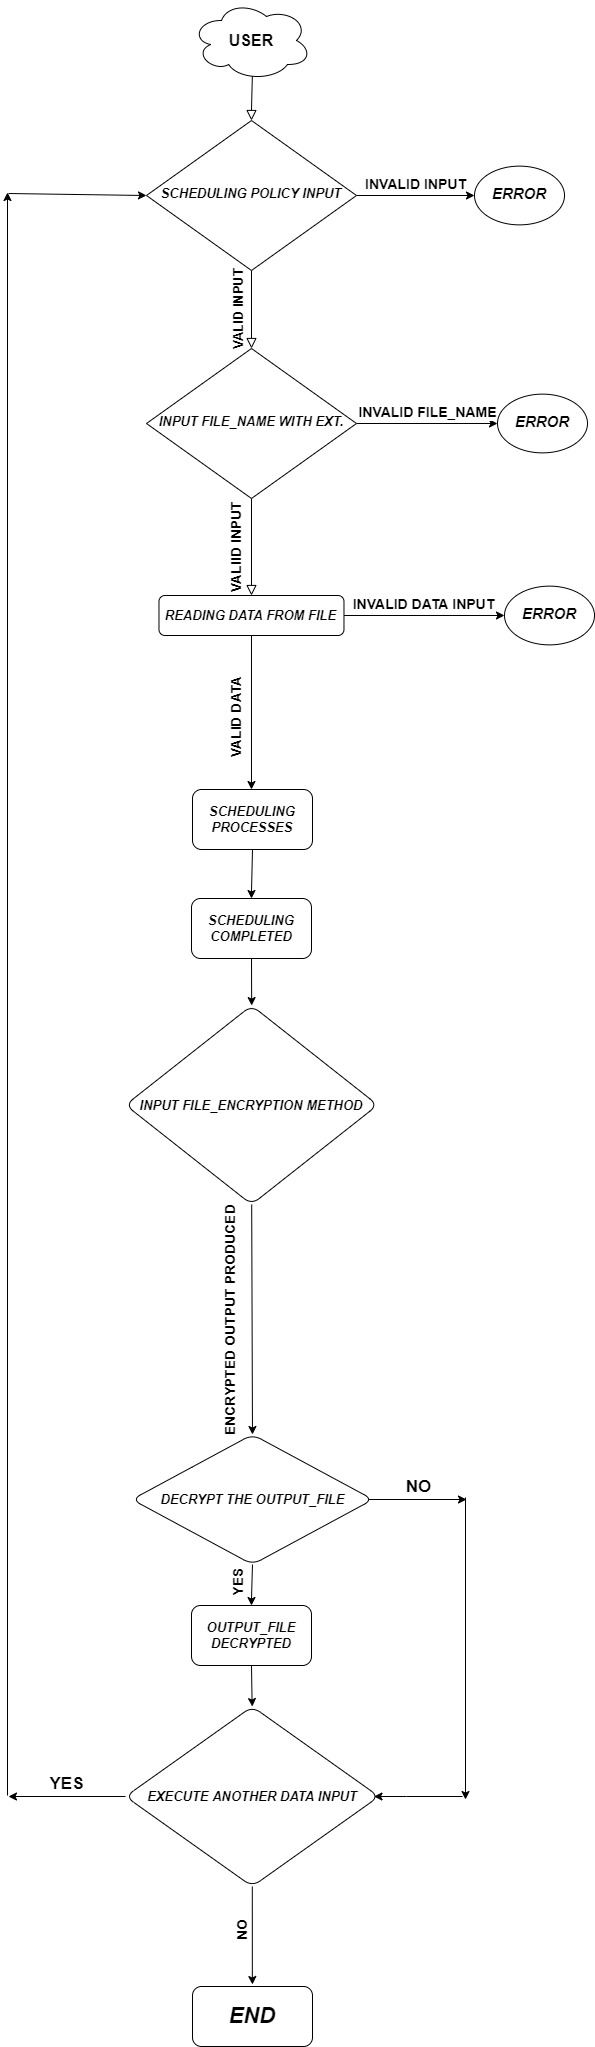 USER
SCHEDULING POLICY INPUT
INVALID INPUT
ERROR
VALID INPUT
INPUT FILE_NAME WITH EXT.
INVALID FILE_NAME
ERROR
VALIID INPUT
READING DATA FROM FILE
INVALID DATA INPUT
ERROR
VALID DATA
SCHEDULING
PROCESSES
SCHEDULING
COMPLETED
INPUT FILE_ENCRYPTION METHOD
ENCRYPTED OUTPUT PRODUCED
DECRYPT THE OUTPUT_FILE
NO
YES
OUTPUT_FILE
DECRYPTED
YES
EXECUTE ANOTHER DATA INPUT
NO
END